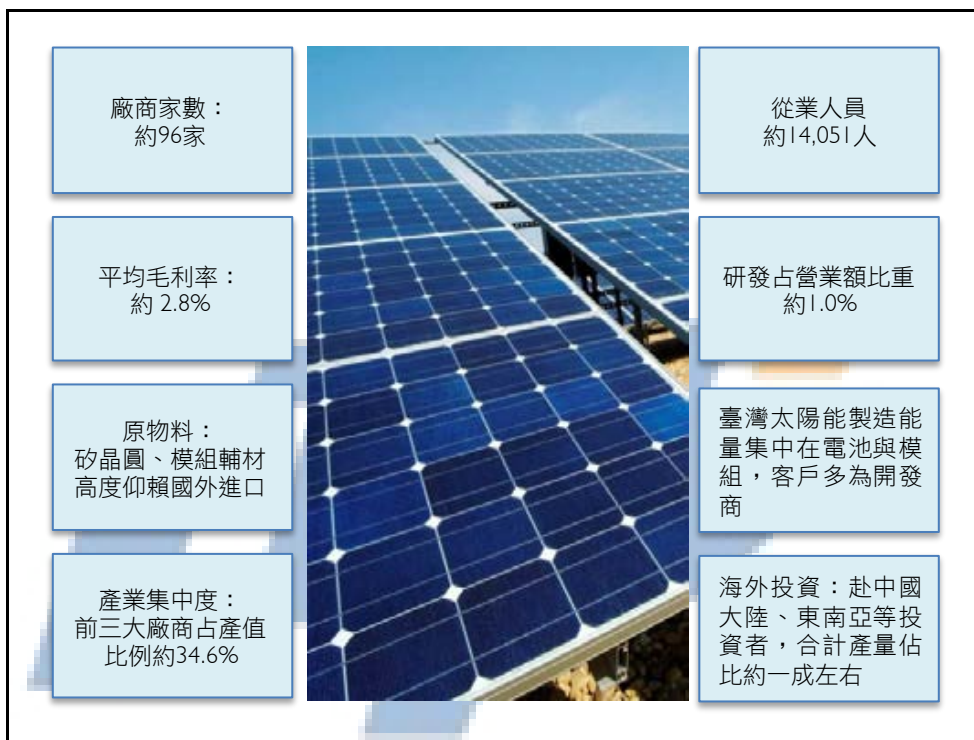 廠商家數：
約96家
平均毛利率：
約 2.8%
原物料：
矽晶圓、模組輔材
高度仰賴國外進口
產業集中度：
前三大廠商占產值
比例約34.6%
從業人員
約14,051人
研發占營業額比重
約1.0%
臺灣太陽能製造能
量集中在電池與模
組，客戶多為開發
商
海外投資：赴中國
大陸、東南亞等投
資者，合計產量佔
比約一成左右